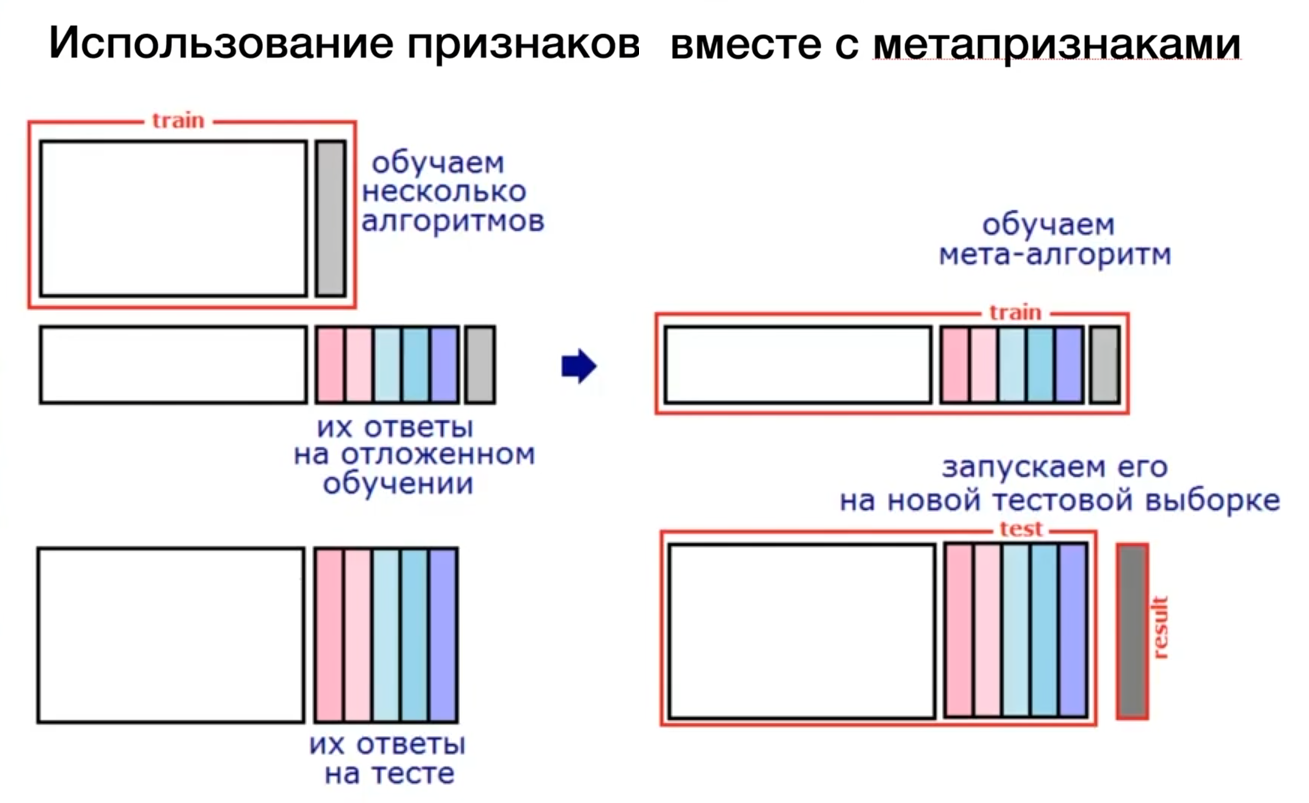 Использование признаков вместе с метапризнаками
train
обучаем
несколько
алгоритмов
их ответы
на отложенном
обучении
их ответы
на тесте
обучаем
мета-алгоритм
train
запускаем его
на новой тестовой выборке
test
result